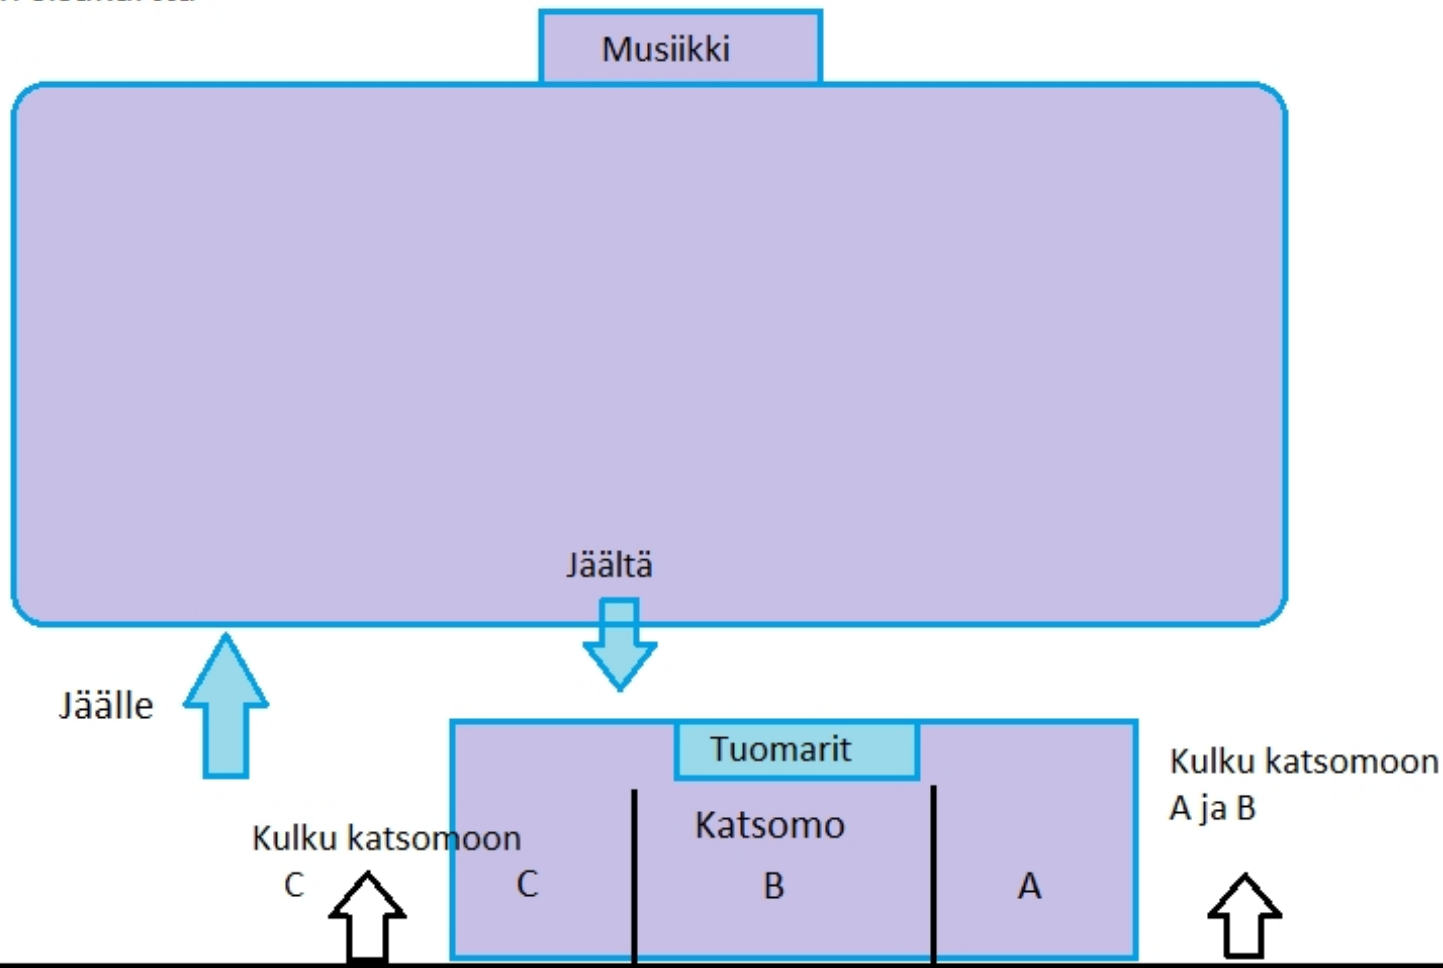 Musiikki
Jäältä
Jäälle
Tuomarit
Kulku katsomoon
A ja B
Katsomo
Kulku katsomoon
C
C
B
A